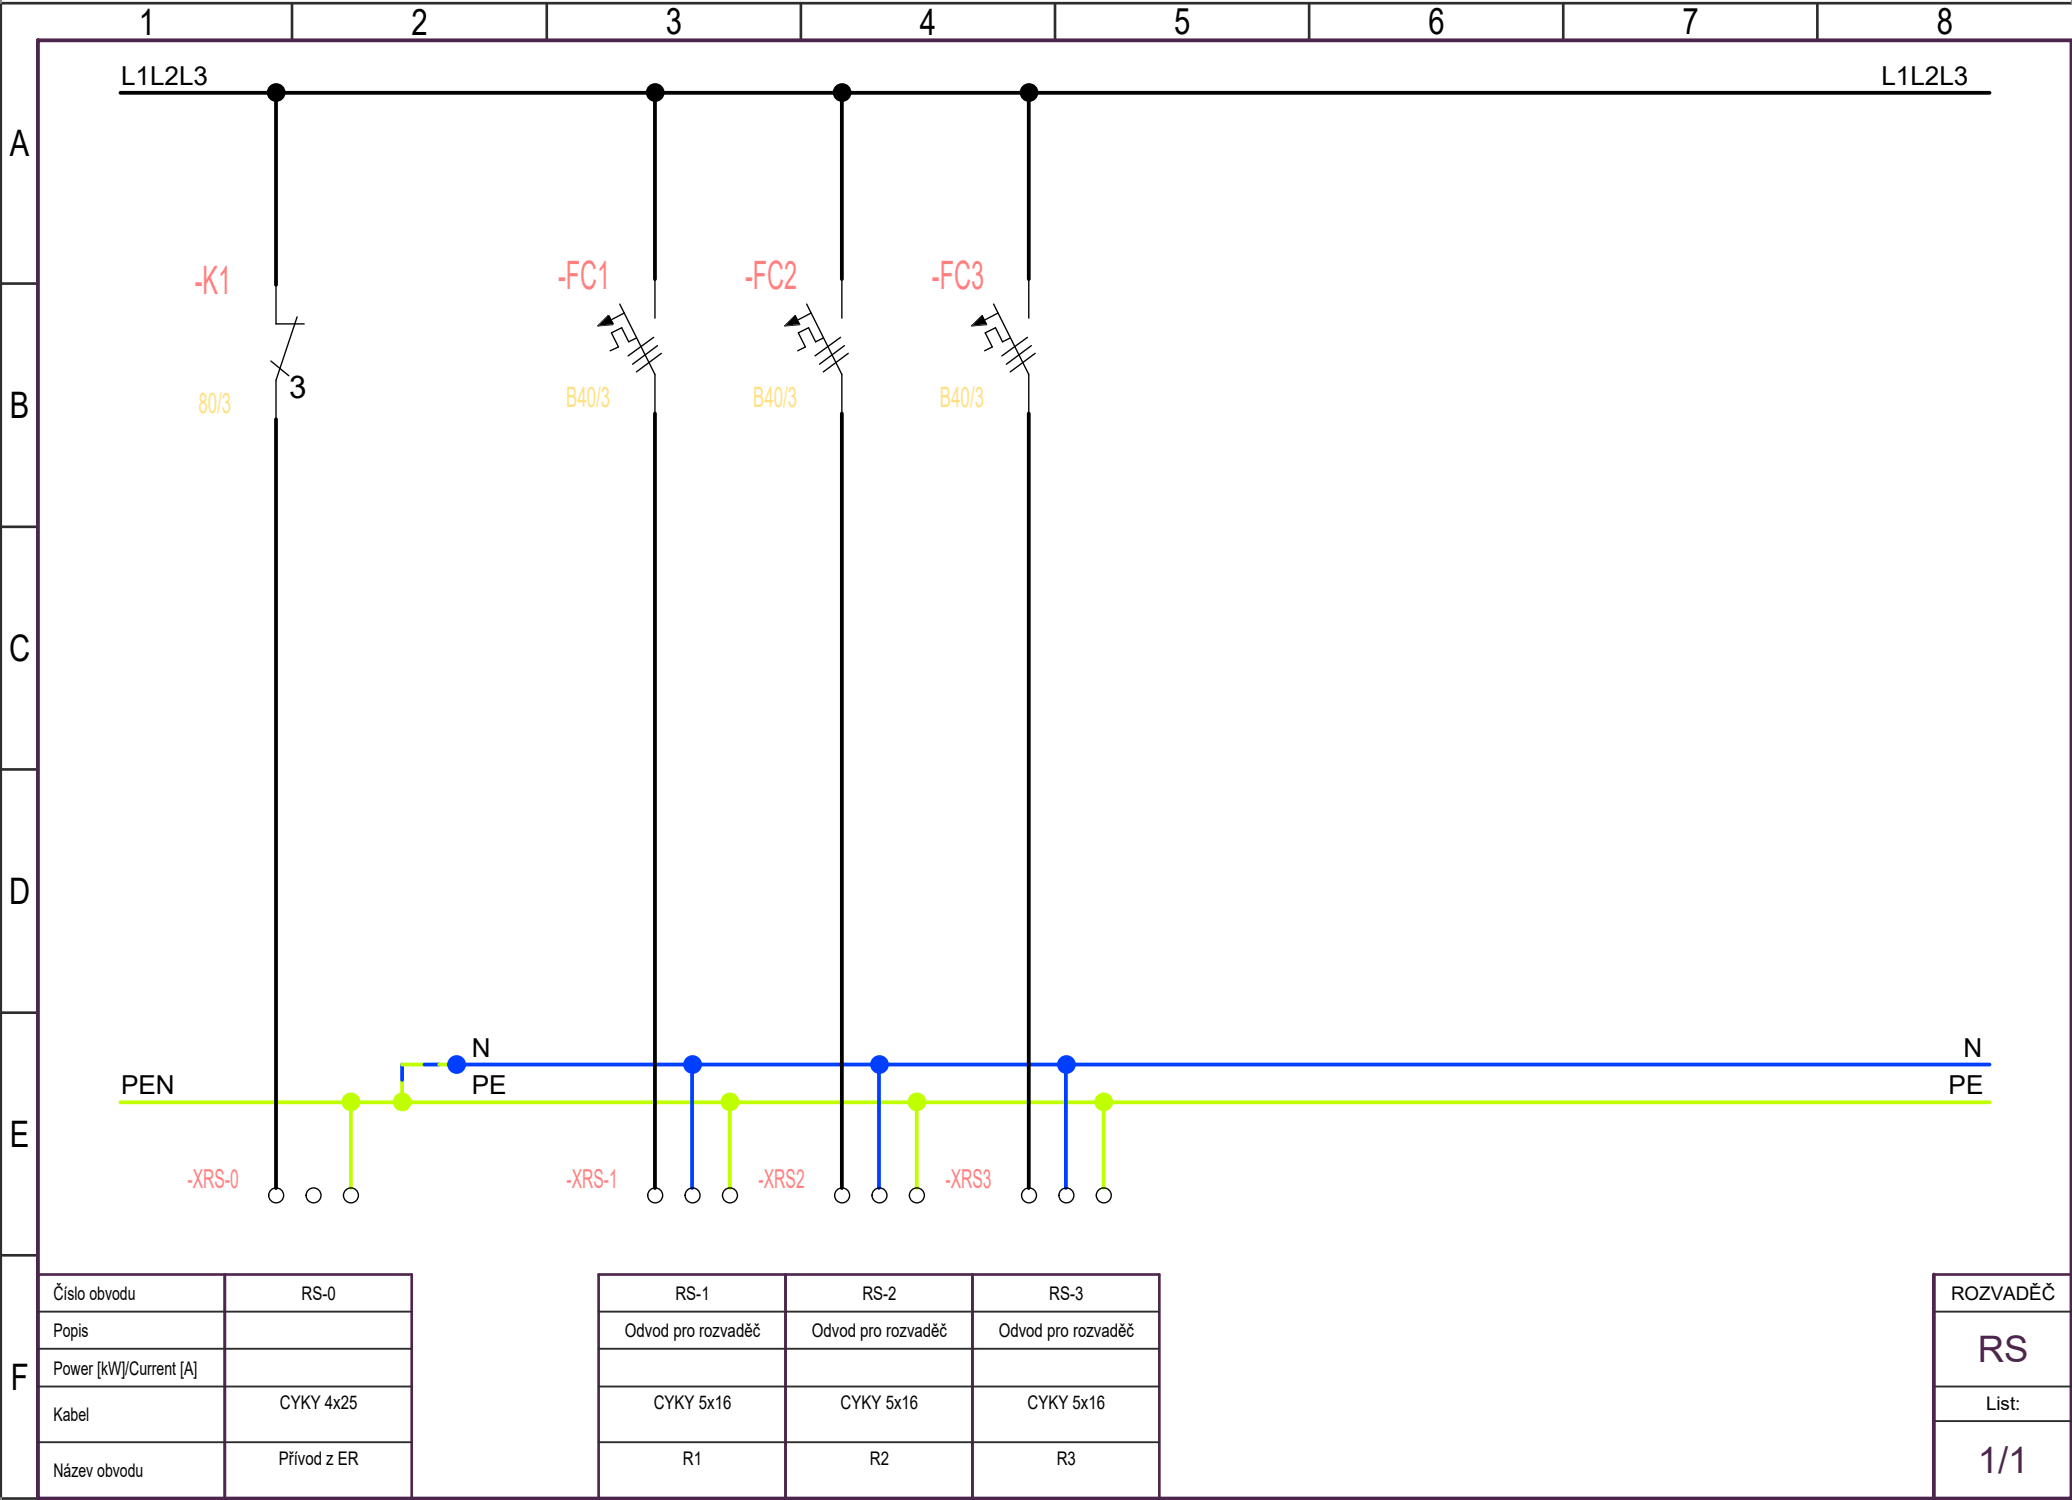 1 2 3 4 5 6 7 8
L1L2L3 L1L2L3
A
-K1 -FC1 -FC2 -FC3
3
80/3 B40/3 B40/3 B40/3
B
C
D
N N
PEN PE PE
E
-XRS-0 -XRS-1 -XRS2 -XRS3
Číslo obvodu RS-0 RS-1 RS-2 RS-3 ROZVADĚČ
Popis Odvod pro rozvaděč Odvod pro rozvaděč Odvod pro rozvaděč
RS
Power [kW]/Current [A]
F
Kabel CYKY 4x25 CYKY 5x16 CYKY 5x16 CYKY 5x16 List:
Název obvodu Přívod z ER R1 R2 R3 1/1